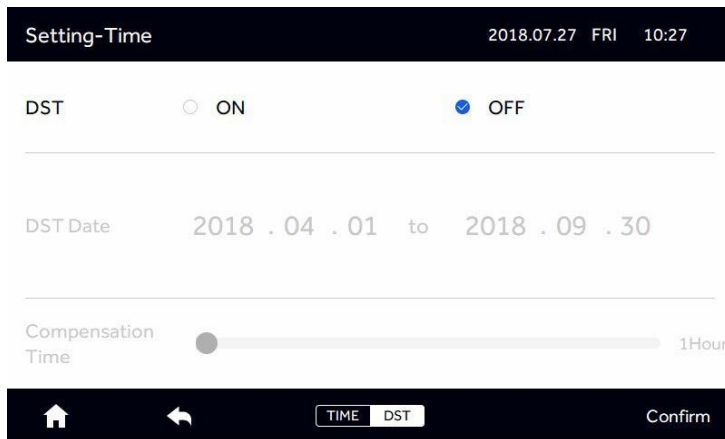 Setting-Time 2018.07.27 FRI 10:27
DST ON OFF
DST Date 2018 . 04 . 01 to 2018 . 09 . 30
Compensation
Time 1Hour
TIME DST Confirm